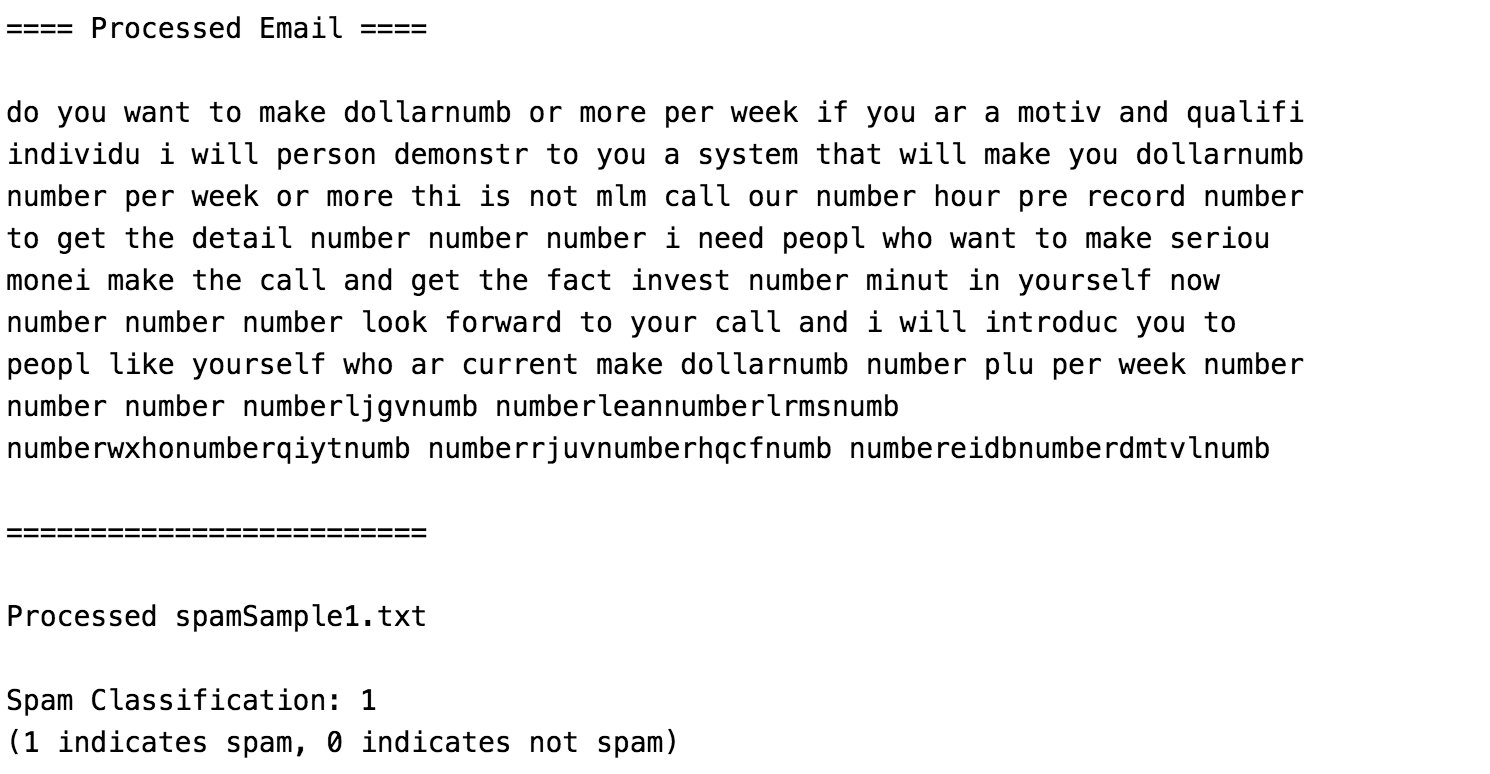 ==== Processed Email ====
do you want to make dollarnumb or more per week if you ar a motiv and qualifi
individu i will person demonstr to you a system that will make you dollarnumb
number per week or more thi is not mlm call our number hour pre record number
to get the detail number number number i need peopl who want to make seriou
monei make the call and get the fact invest number minut in yourself now
number number number look forward to your call and i will introduc you to
peopl like yourself who ar current make dollarnumb number plu per week number
number number numberljgvnumb numberleannumberlrmsnumb
numberwxhonumberqiytnumb numberrjuvnumberhqcfnumb numbereidbnumberdmtvlnumb
=========================
Processed spamSample1.txt
Spam Classification: 1
(1 indicates spam, 0 indicates not spam)